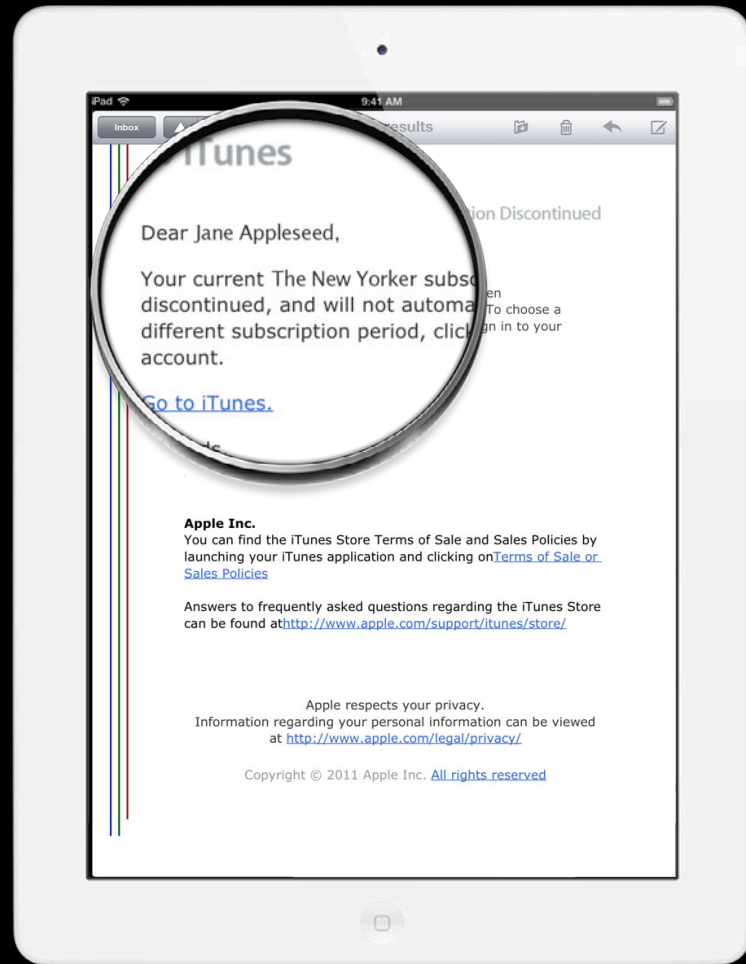 iPad
9:41 AM
Inbox
esults
iTunes
ion Discontinued
Dear Jane Appleseed,
Your current The New Yorker subsc
en
discontinued, and will not automa
To choose a
different subscription period, click
gn in to your
account.
Go to iTunes.
Apple Inc.
You can find the iTunes Store Terms of Sale and Sales Policies by
launching your iTunes application and clicking onTerms of Sale or
Sales Policies
Answers to frequently asked questions regarding the iTunes Store
can be found athttp://www.apple.com/support/itunes/store/
Apple respects your privacy.
Information regarding your personal information can be viewed
at http://www.apple.com/legal/privacy/
Copyright © 2011 Apple Inc. All rights reserved